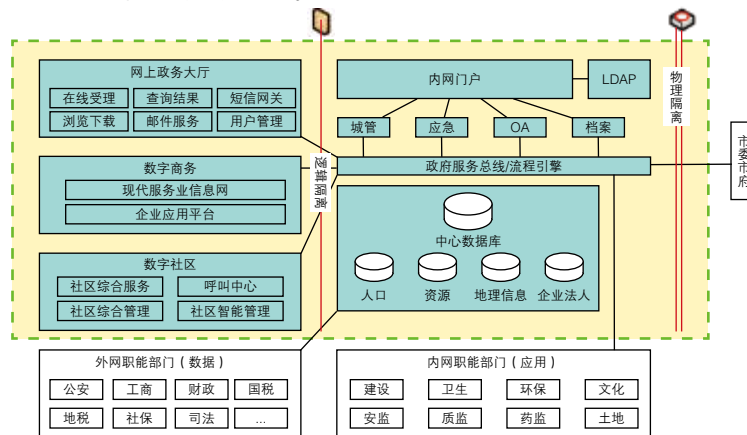 网上政务大厅
在线受理 查询结果 短信网关
浏览下载 邮件服务 用户管理
数字商务
现代服务业信息网
企业应用平台
数字社区
社区综合服务 呼叫中心
社区综合管理 社区智能管理
逻辑隔离
内网门户
LDAP
城管 应急 OA 档案
政府服务总线/流程引擎
中心数据库
人口 资源 地理信息 企业法人
物理隔离
市委市府
外网职能部门（数据）
公安 工商 财政 国税
地税 社保 司法 ...
内网职能部门（应用）
建设 卫生 环保 文化
安监 质监 药监 土地